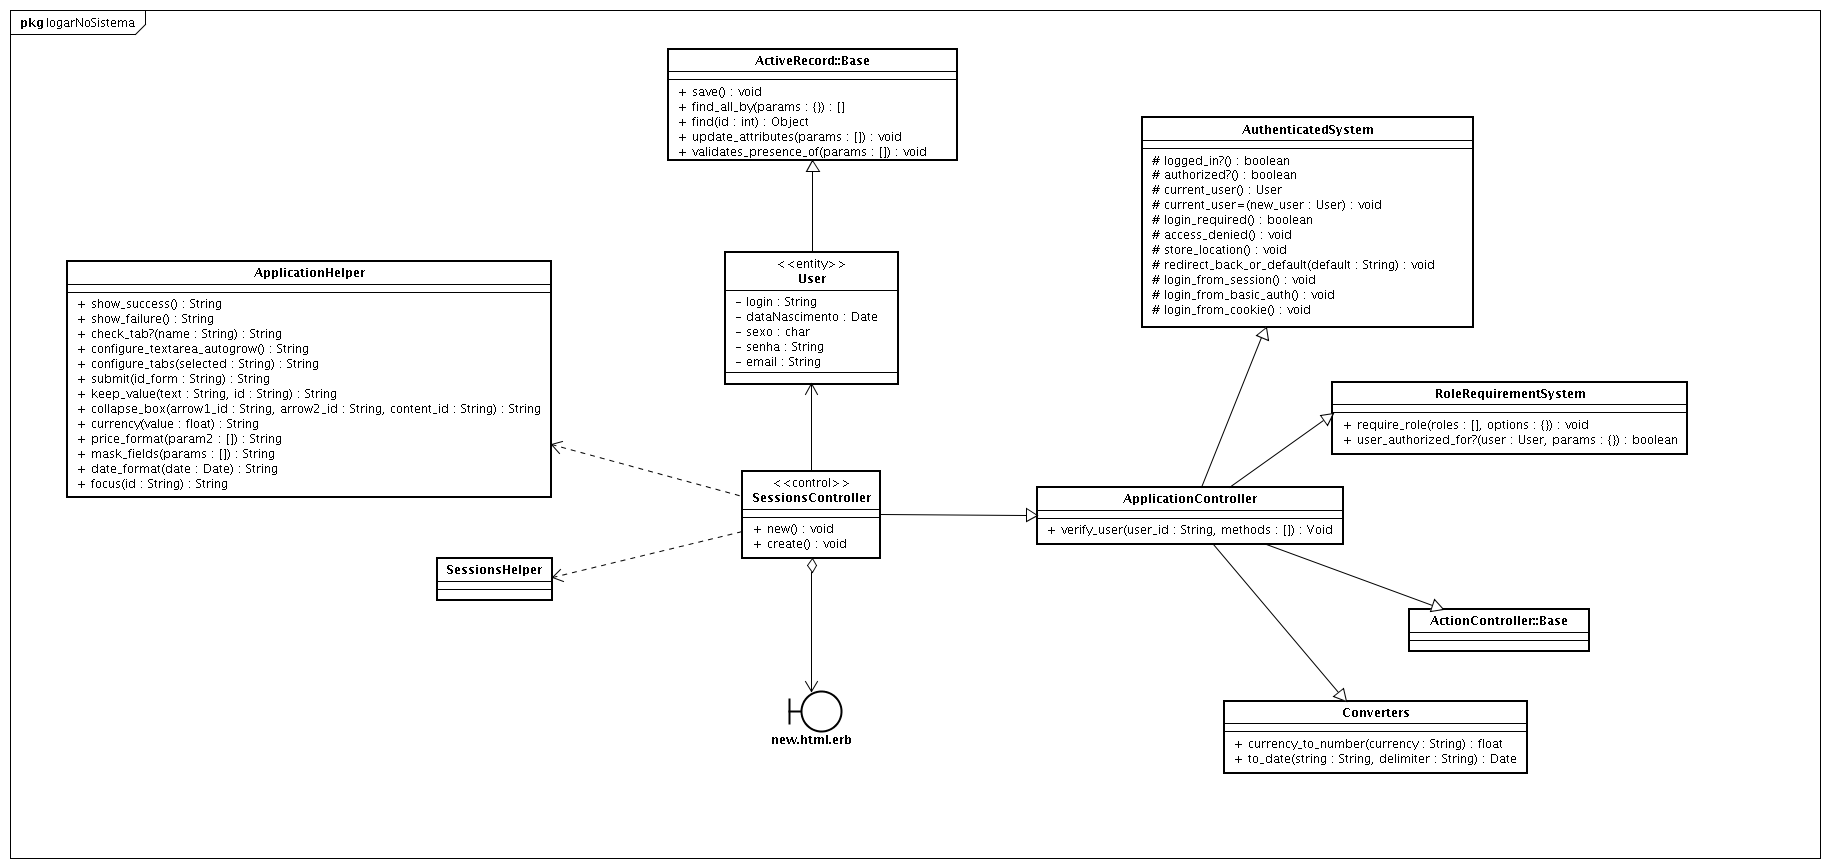 pkg logarNoSistema
ActiveRecord::Base
+ save() : void
+ find_all_by(params : {}) : []
+ find(id : int) : Object
+ update_attributes(params : []) : void
+ validates_presence_of(params : []) : void
AuthenticatedSystem
# logged_in?() : boolean
# authorized?() : boolean
# current_user() : User
# current_user=(new_user : User) : void
# login_required() : boolean
# access_denied() : void
# store_location() : void
# redirect_back_or_default(default : String) : void
# login_from_session() : void
# login_from_basic_auth() : void
# login_from_cookie() : void
<<entity>>
User
- login : String
- dataNascimento : Date
- sexo : char
- senha : String
- email : String
ApplicationHelper
+ show_success() : String
+ show_failure() : String
+ check_tab?(name : String) : String
+ configure_textarea_autogrow() : String
+ configure_tabs(selected : String) : String
+ submit(id_form : String) : String
+ keep_value(text : String, id : String) : String
+ collapse_box(arrow1_id : String, arrow2_id : String, content_id : String) : String
+ currency(value : float) : String
+ price_format(param2 : []) : String
+ mask_fields(params : []) : String
+ date_format(date : Date) : String
+ focus(id : String) : String
RoleRequirementSystem
+ require_role(roles : [], options : {}) : void
+ user_authorized_for?(user : User, params : {}) : boolean
<<control>>
SessionsController
+ new() : void
+ create() : void
ApplicationController
+ verify_user(user_id : String, methods : []) : Void
SessionsHelper
ActionController::Base
new.html.erb
Converters
+ currency_to_number(currency : String) : float
+ to_date(string : String, delimiter : String) : Date